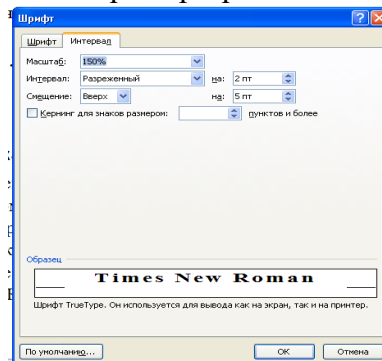 Шрифт
Шрифт Интервал
Масштаб: 150%
Интервал: Разреженный на: 2 пт
Смещение: Вверх на: 5 пт
Кернинг для знаков размером: пунктов и более
Образец
Times New Roman
Шрифт TrueType. Он используется для вывода как на экран, так и на принтер.
По умолчанию... ОК Отмена